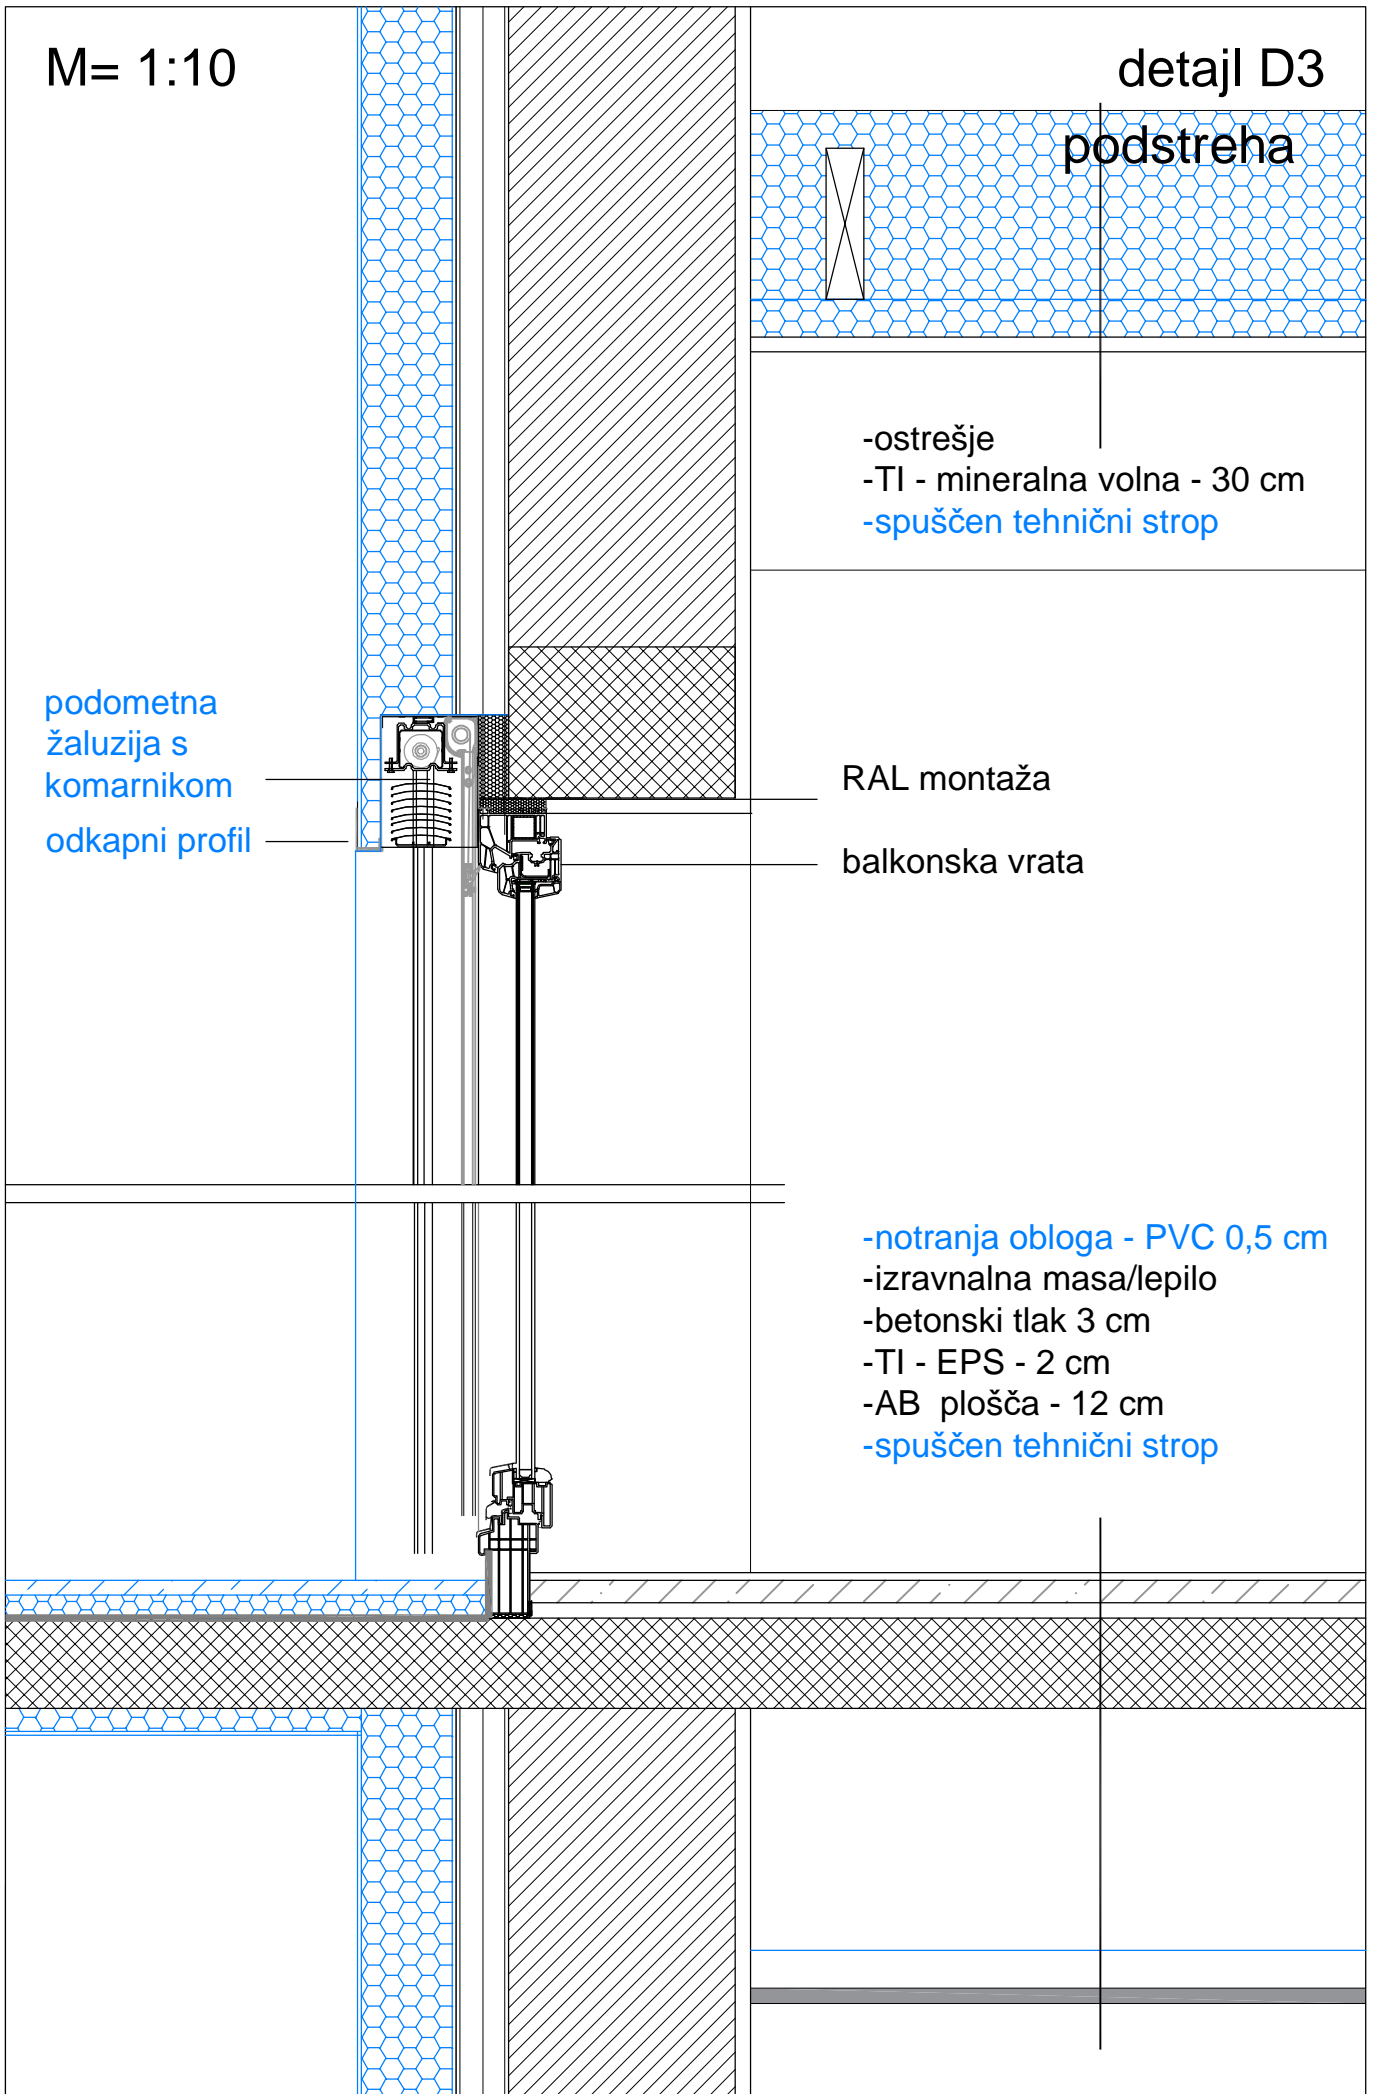 M= 1:10
detajl D3
podstreha
-ostrešje
-TI - mineralna volna - 30 cm
-spuščen tehnični strop
podometna
žaluzija s
komarnikom
odkapni profil
RAL montaža
balkonska vrata
-notranja obloga - PVC 0,5 cm
-izravnalna masa/lepilo
-betonski tlak 3 cm
-TI - EPS - 2 cm
-AB  plošča - 12 cm
-spuščen tehnični strop